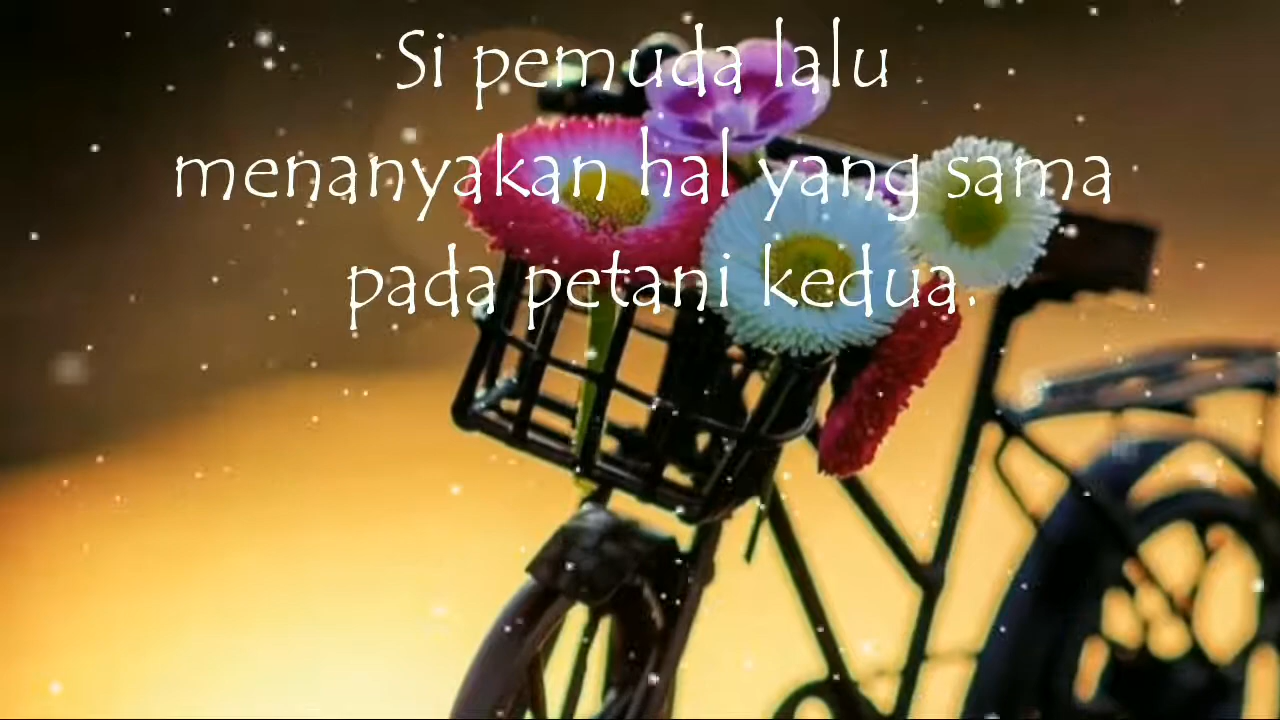 Si pemuda lalu
menanyakan hal yang sama
pada petani kedua.